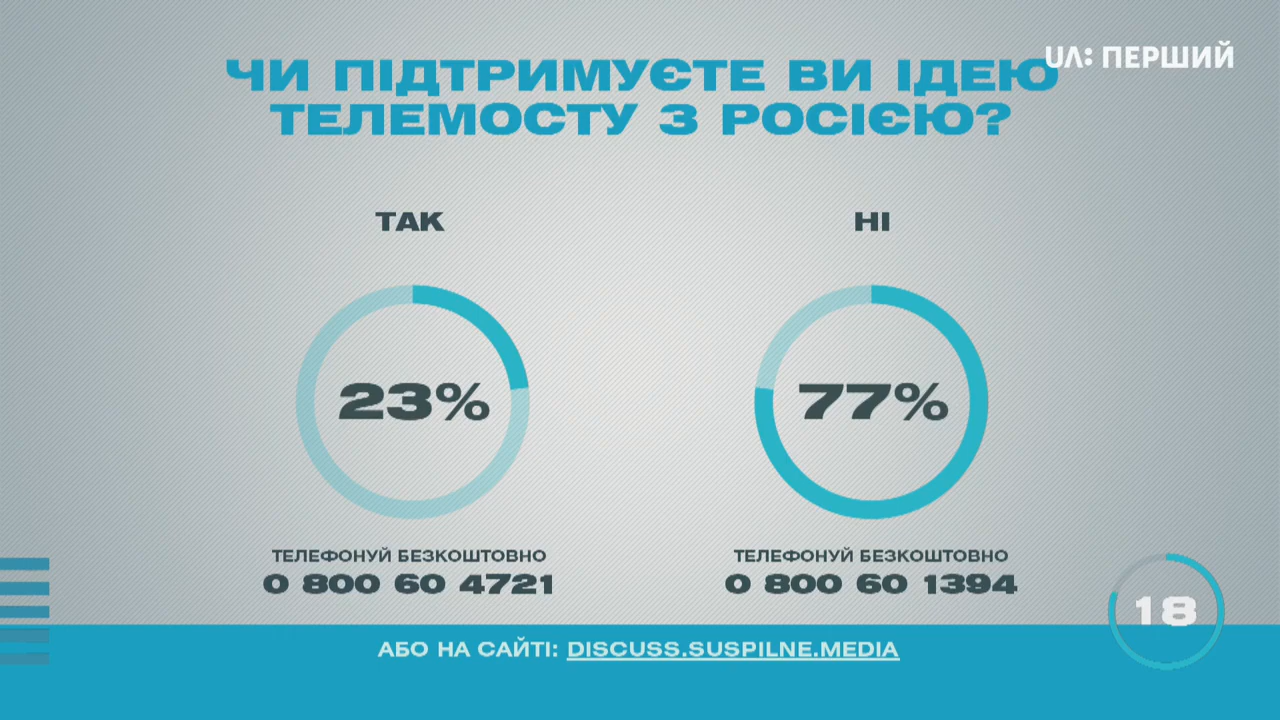 UA: ПЕРШИЙ
ЧИ ПІДТРИМУЄТЕ ВИ ІДЕЮ
ТЕЛЕМОСТУ З РОСІЄЮ?
ТАК
НІ
23%
77%
ТЕЛЕФОНУЙ БЕЗКОШТОВНО
0 800 60 4721
ТЕЛЕФОНУЙ БЕЗКОШТОВНО
0 800 60 1394
18
АБО НА САЙТІ: DISCUSS.SUSPILNE.MEDIA